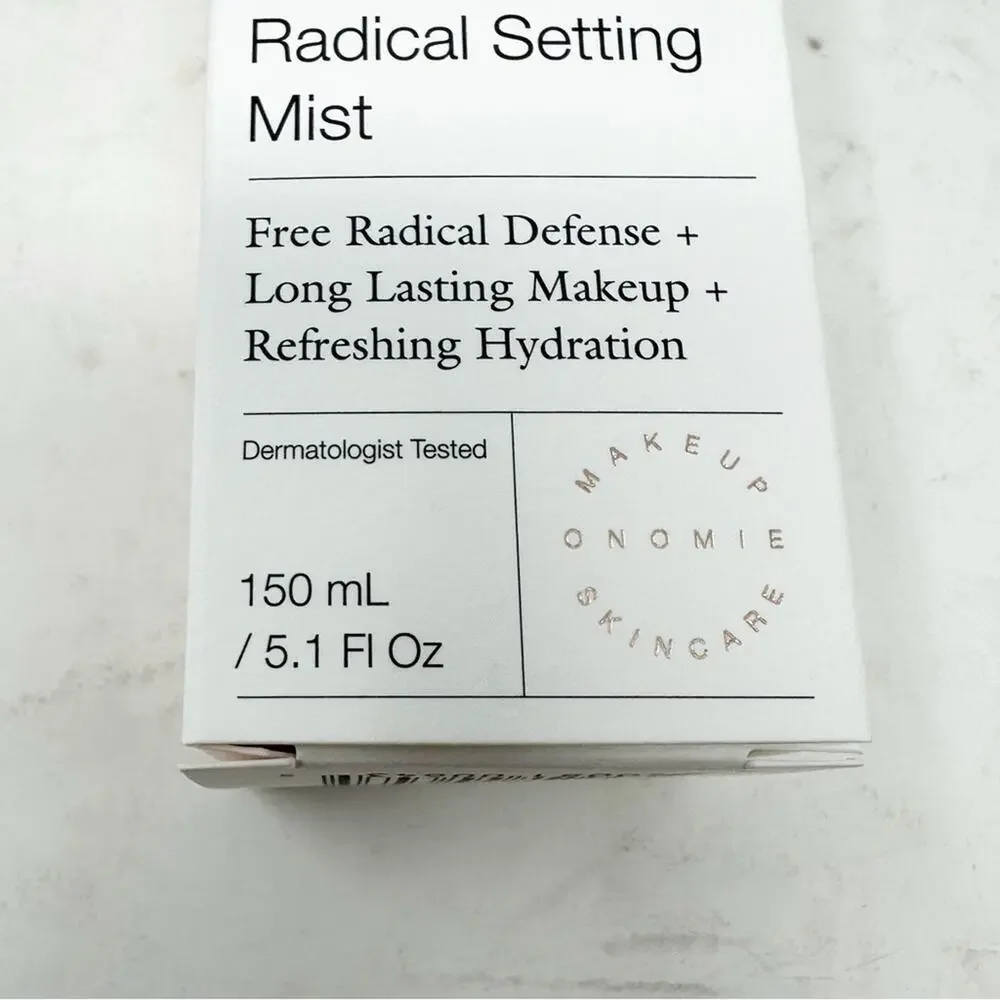 Radical Setting
Mist
Free Radical Defense +
Long Lasting Makeup +
Refreshing Hydration
Dermatologist Tested
150 mL
/ 5.1 Fl Oz
MAKEUP
ONOMIE
SKINCARE